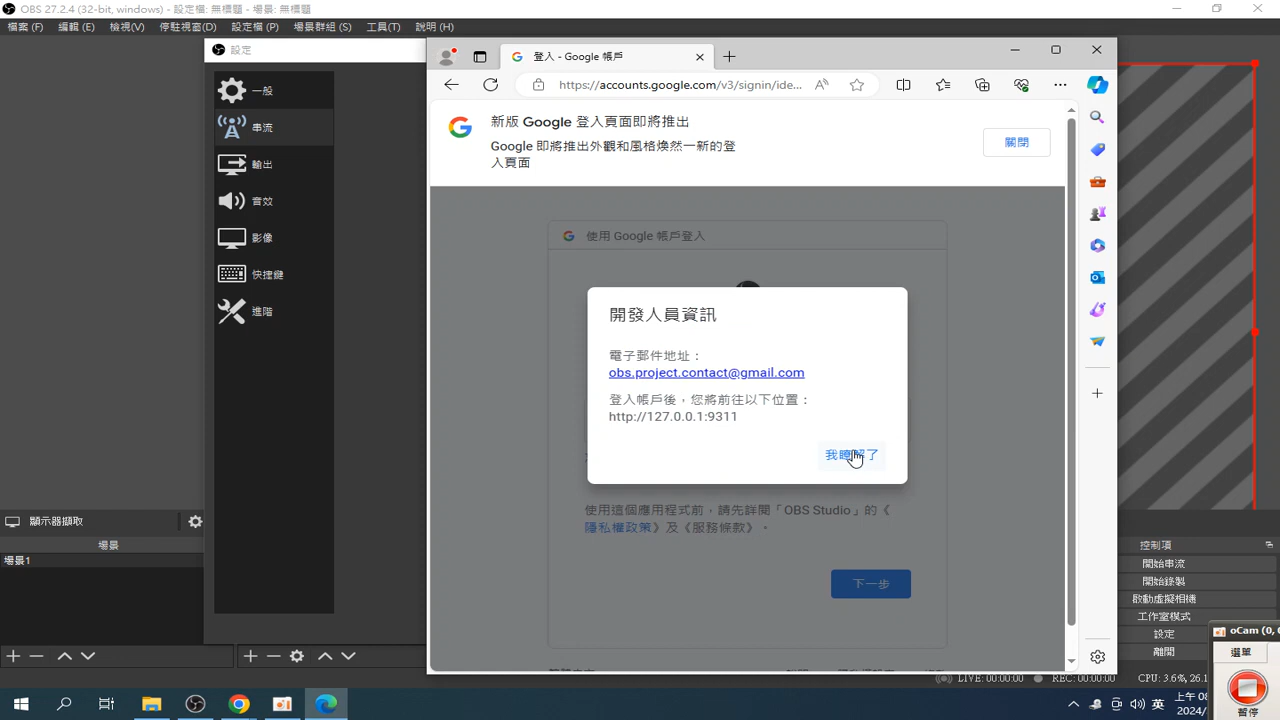 OBS 27.2.4 (32-bit, windows) - 設定檔: 無標題 - 場景: 無標題
檔案 (F) 編輯 (E) 檢視(V) 停駐視窗(D) 設定檔 (P) 場景群組 (S) 工具(T) 說明 (H)
設定
一般
串流
輸出
音效
影像
快捷鍵
進階
登入 - Google 帳戶
https://accounts.google.com/v3/signin/ide...
新版 Google 登入頁面即將推出
Google 即將推出外觀和風格煥然一新的登
入頁面
關閉
使用 Google 帳戶登入
開發人員資訊
電子郵件地址：
obs.project.contact@gmail.com
登入帳戶後，您將前往以下位置：
http://127.0.0.1:9311
我瞭解了
使用這個應用程式前，請先詳閱「OBS Studio」的《
隱私權政策》及《服務條款》。
下一步
顯示器擷取
場景
場景1
控制項
開始串流
開始錄製
啟動虛擬相機
工作室模式
設定
離開
LIVE: 00:00:00 REC: 00:00:00 CPU: 3.6%, 26.1
oCam (0, 
選單
暫停
英
上午 08
2024/